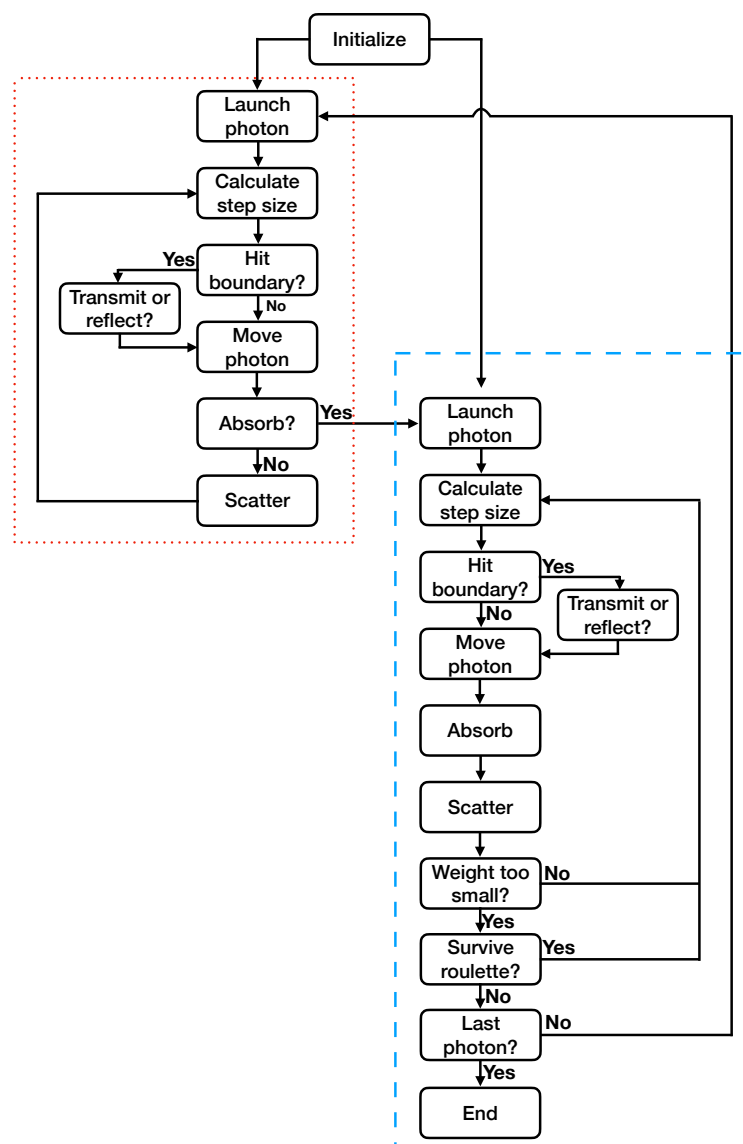 Initialize
Launch
photon
Calculate
step size
Yes
Hit
boundary?
No
Transmit or
reflect?
Move
photon
Absorb?
Yes
No
Scatter
Launch
photon
Calculate
step size
Hit
boundary?
Yes
No
Transmit or
reflect?
Move
photon
Absorb
Scatter
Weight too
small?
No
Yes
Survive
roulette?
Yes
No
Last
photon?
No
Yes
End